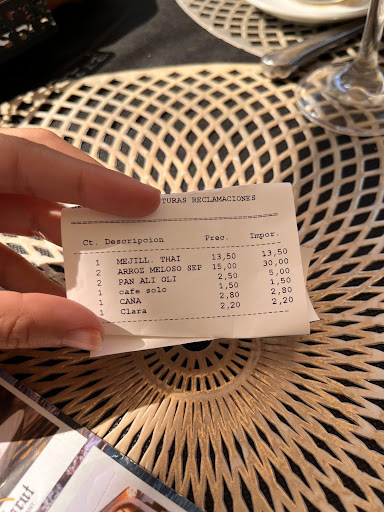 TURAS RECLAMACIONES
Ct. Descripcion Prec. Impor.
1 MEJILL. THAI 13,50 13,50
2 ARROZ MELOSO SEP 15,00 30,00
2 PAN ALI OLI 2,50 5,00
1 cafe solo 1,50 1,50
1 CAÑA 2,80 2,80
1 Clara 2,20 2,20